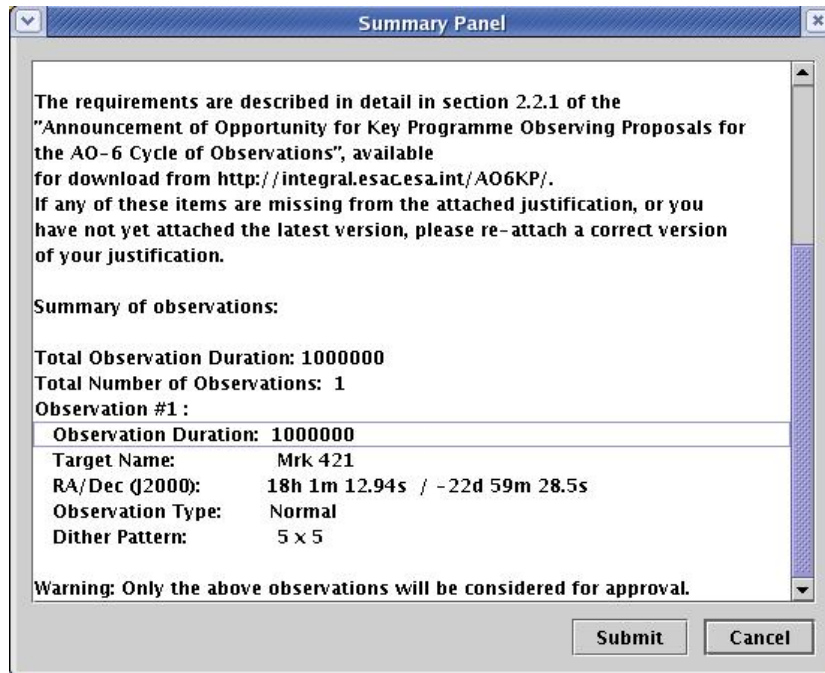 Summary Panel
The requirements are described in detail in section 2.2.1 of the
"Announcement of Opportunity for Key Programme Observing Proposals for
the AO-6 Cycle of Observations", available
for download from http://integral.esac.esa.int/AO6KP/.
If any of these items are missing from the attached justification, or you
have not yet attached the latest version, please re-attach a correct version
of your justification.
Summary of observations:
Total Observation Duration: 1000000
Total Number of Observations: 1
Observation #1 :
Observation Duration: 1000000
Target Name: Mrk 421
RA/Dec (J2000): 18h 1m 12.94s / -22d 59m 28.5s
Observation Type: Normal
Dither Pattern: 5 x 5
Warning: Only the above observations will be considered for approval.
Submit Cancel